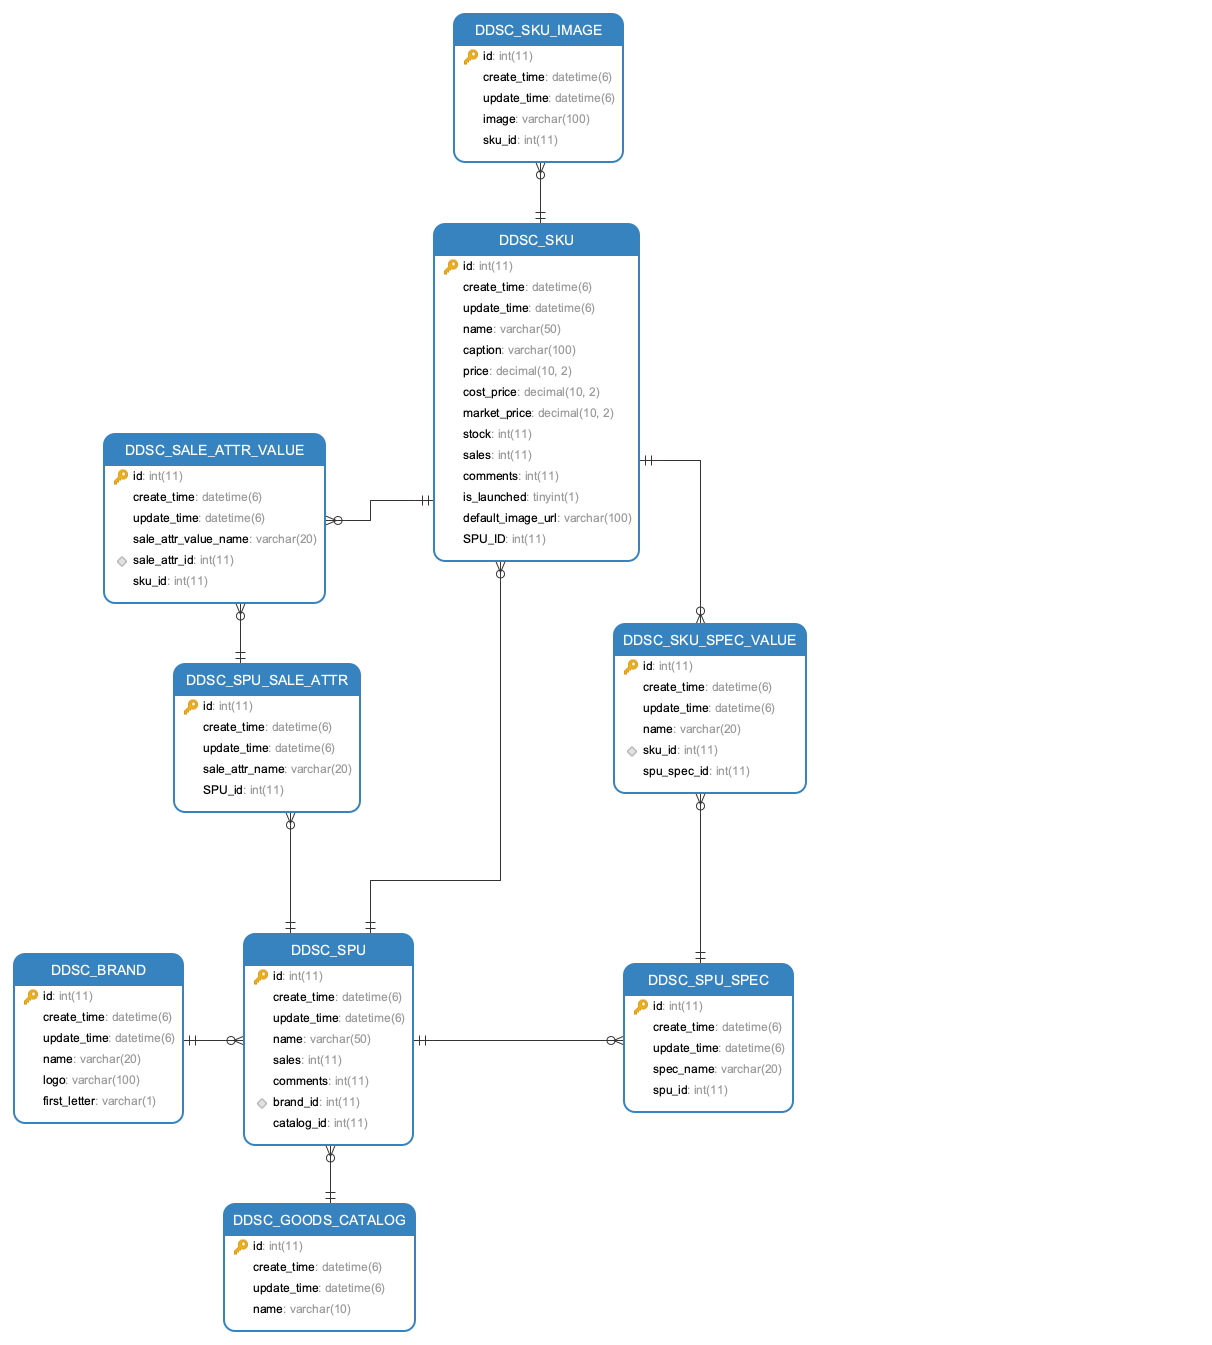 DDSC_SKU_IMAGE
id: int(11)
create_time: datetime(6)
update_time: datetime(6)
image: varchar(100)
sku_id: int(11)
DDSC_SKU
id: int(11)
create_time: datetime(6)
update_time: datetime(6)
name: varchar(50)
caption: varchar(100)
price: decimal(10, 2)
cost_price: decimal(10, 2)
market_price: decimal(10, 2)
stock: int(11)
sales: int(11)
comments: int(11)
is_launched: tinyint(1)
default_image_url: varchar(100)
SPU_ID: int(11)
DDSC_SALE_ATTR_VALUE
id: int(11)
create_time: datetime(6)
update_time: datetime(6)
sale_attr_value_name: varchar(20)
sale_attr_id: int(11)
sku_id: int(11)
DDSC_SKU_SPEC_VALUE
id: int(11)
create_time: datetime(6)
update_time: datetime(6)
name: varchar(20)
sku_id: int(11)
spu_spec_id: int(11)
DDSC_SPU_SALE_ATTR
id: int(11)
create_time: datetime(6)
update_time: datetime(6)
sale_attr_name: varchar(20)
SPU_id: int(11)
DDSC_BRAND
id: int(11)
create_time: datetime(6)
update_time: datetime(6)
name: varchar(20)
logo: varchar(100)
first_letter: varchar(1)
DDSC_SPU
id: int(11)
create_time: datetime(6)
update_time: datetime(6)
name: varchar(50)
sales: int(11)
comments: int(11)
brand_id: int(11)
catalog_id: int(11)
DDSC_SPU_SPEC
id: int(11)
create_time: datetime(6)
update_time: datetime(6)
spec_name: varchar(20)
spu_id: int(11)
DDSC_GOODS_CATALOG
id: int(11)
create_time: datetime(6)
update_time: datetime(6)
name: varchar(10)